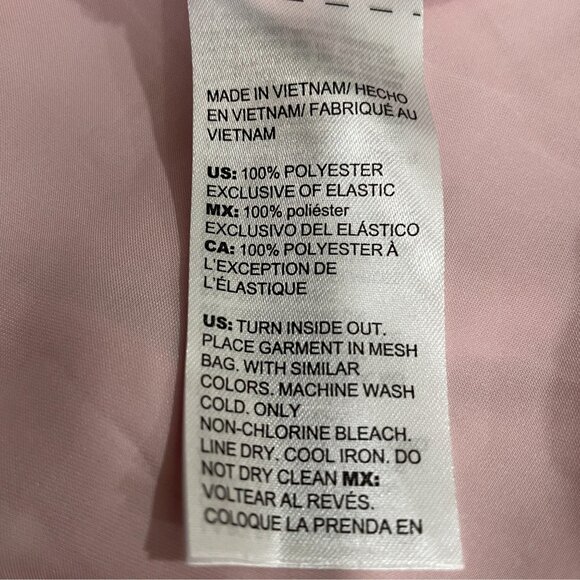 MADE IN VIETNAM/ HECHO
EN VIETNAM/ FABRIQUÉ AU
VIETNAM
US: 100% POLYESTER
EXCLUSIVE OF ELASTIC
MX: 100% poliéster
EXCLUSIVO DEL ELÁSTICO
CA: 100% POLYESTER À
L'EXCEPTION DE
L'ÉLASTIQUE
US: TURN INSIDE OUT.
PLACE GARMENT IN MESH
BAG. WITH SIMILAR
COLORS. MACHINE WASH
COLD. ONLY
NON-CHLORINE BLEACH.
LINE DRY. COOL IRON. DO
NOT DRY CLEAN MX:
VOLTEAR AL REVÉS.
COLOQUE LA PRENDA EN